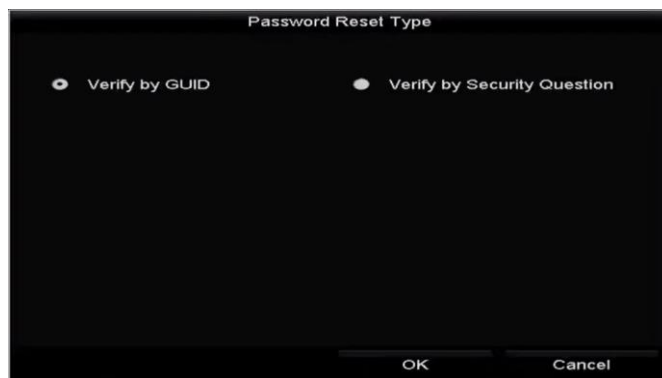 Password Reset Type
Verify by GUID
Verify by Security Question
OK
Cancel